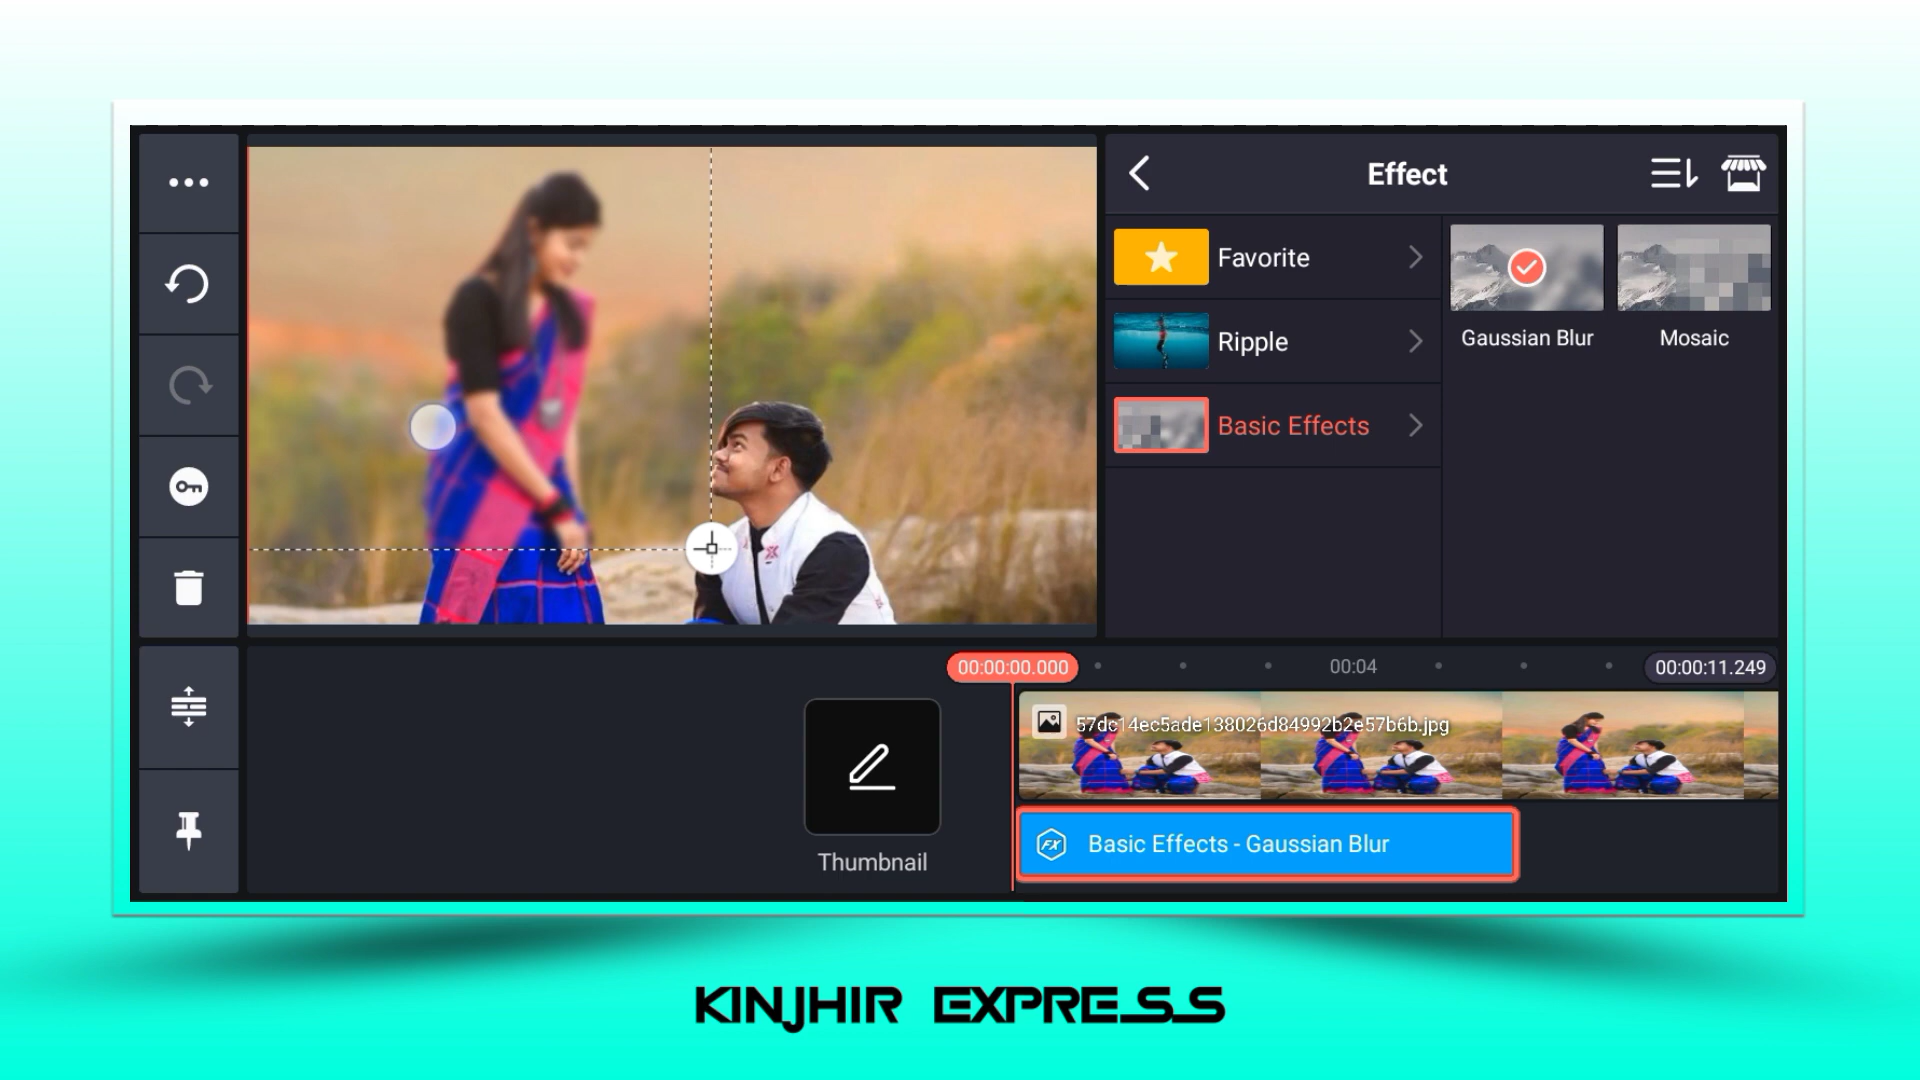 Effect
Favorite
Ripple
Basic Effects
Gaussian Blur
Mosaic
00:00:00.000
00:04
00:00:11.249
57dc14ec5ade138026d84992b2e57b6b.jpg
Thumbnail
FX
Basic Effects - Gaussian Blur
KINJHIR EXPRESS